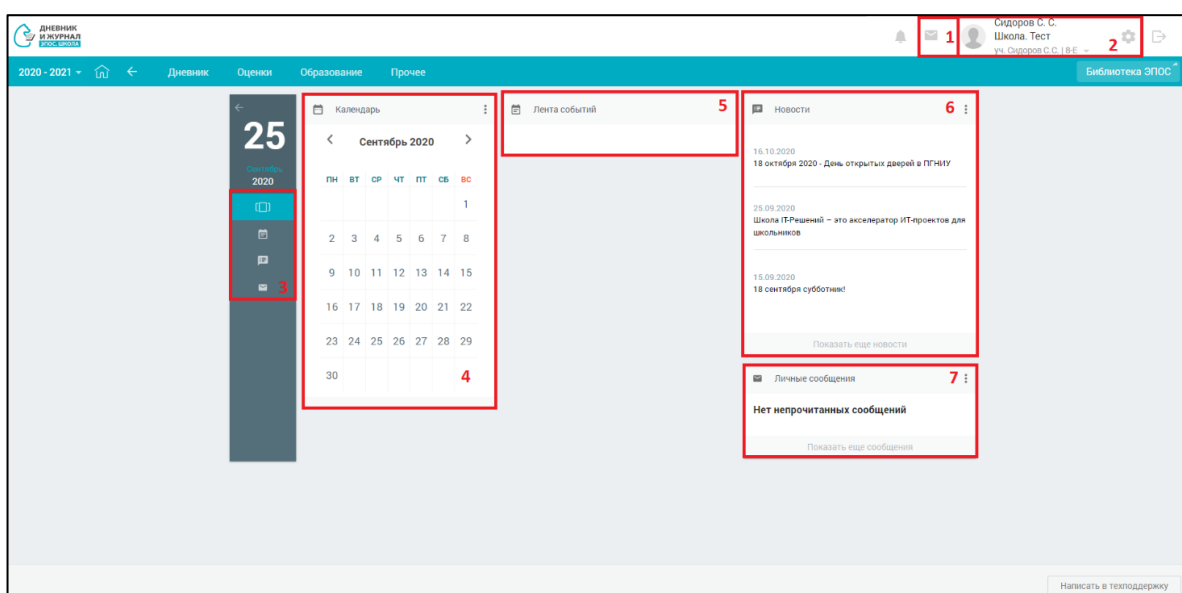 ДНЕВНИК
И ЖУРНАЛ
ЭПОС.ШКОЛА
1
Сидоров С. С.
Школа. Тест
уч. Сидоров С.С. | 8-Е
2
2020 - 2021
Дневник
Оценки
Образование
Прочее
Библиотека ЭПОС
25
Сентябрь
2020
3
Календарь
Сентябрь 2020
ПН ВТ СР ЧТ ПТ СБ ВС
1
2 3 4 5 6 7 8
9 10 11 12 13 14 15
16 17 18 19 20 21 22
23 24 25 26 27 28 29
30
4
Лента событий
5
Новости
6
16.10.2020
18 октября 2020 - День открытых дверей в ПГНИУ
25.09.2020
Школа IT-Решений – это акселератор ИТ-проектов для
школьников
15.09.2020
18 сентября субботник!
Показать еще новости
Личные сообщения
7
Нет непрочитанных сообщений
Показать еще сообщения
Написать в техподдержку